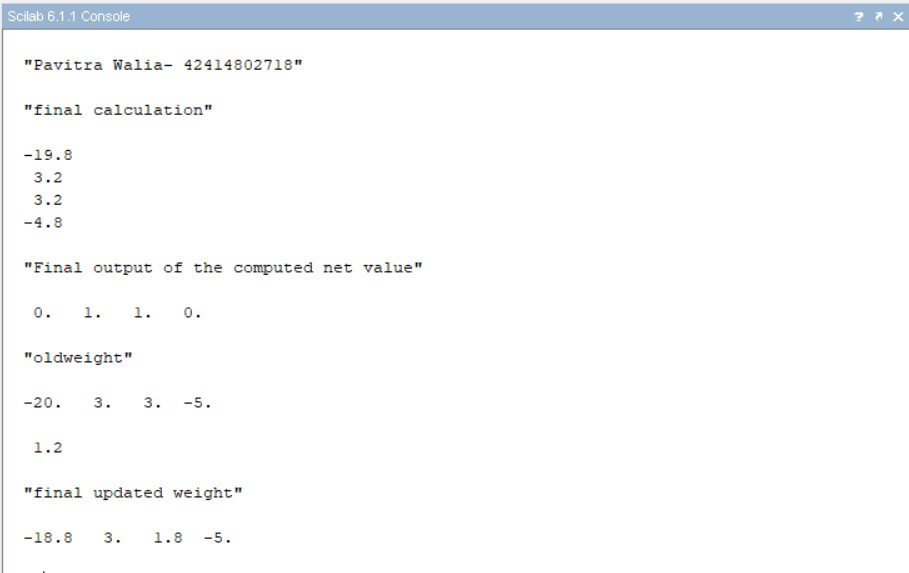 Scilab 6.1.1 Console ? ↗ ✕
"Pavitra Walia- 42414802718"
"final calculation"
-19.8
3.2
3.2
-4.8
"Final output of the computed net value"
0. 1. 1. 0.
"oldweight"
-20. 3. 3. -5.
1.2
"final updated weight"
-18.8 3. 1.8 -5.